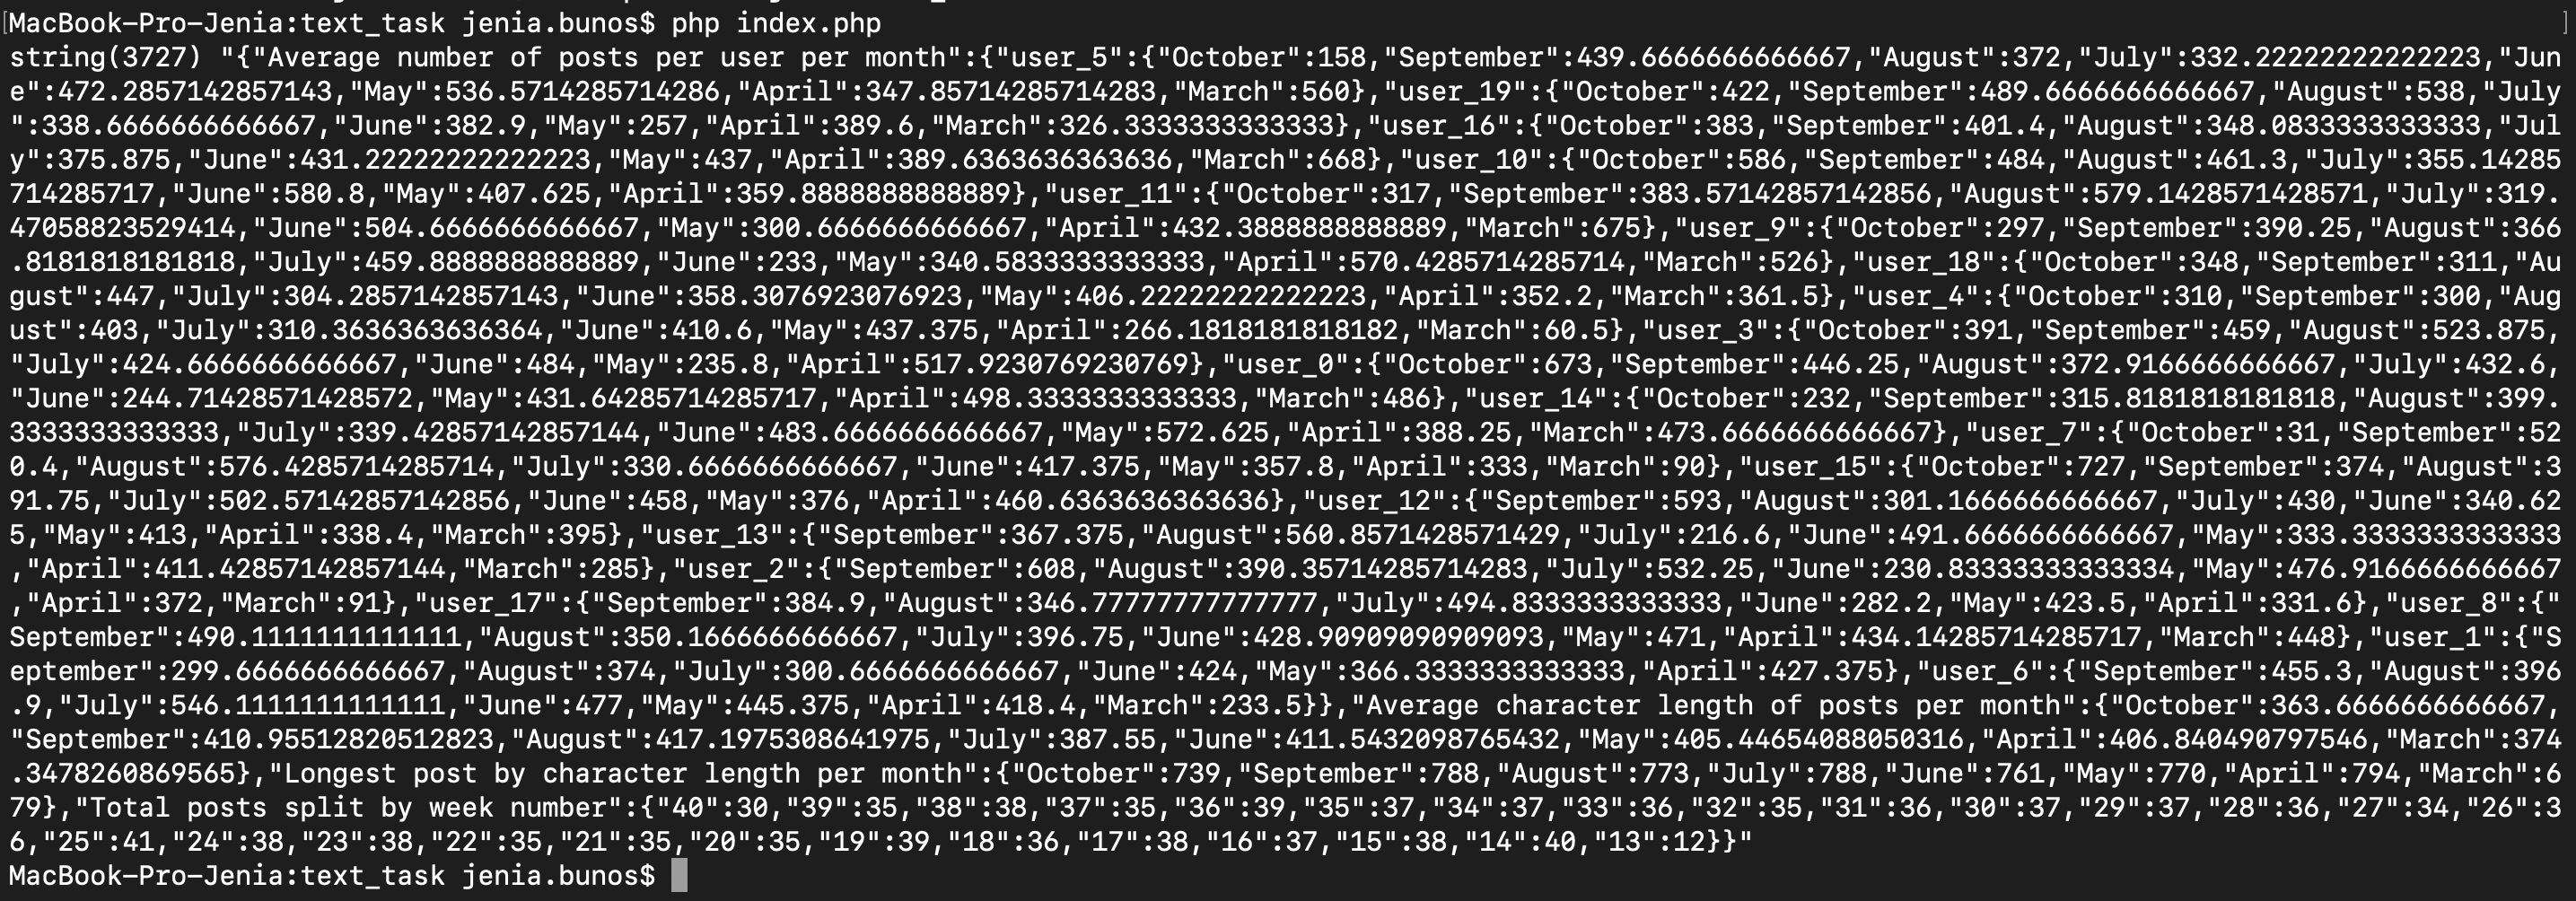 [MacBook-Pro-Jenia:text_task jenia.bunos$ php index.php ]
string(3727) "{"Average number of posts per user per month":{"user_5":{"October":158,"September":439.6666666666667,"August":372,"July":332.22222222222223,"Jun
e":472.2857142857143,"May":536.5714285714286,"April":347.85714285714283,"March":560},"user_19":{"October":422,"September":489.6666666666667,"August":538,"July
":338.6666666666667,"June":382.9,"May":257,"April":389.6,"March":326.3333333333333},"user_16":{"October":383,"September":401.4,"August":348.0833333333333,"Jul
y":375.875,"June":431.22222222222223,"May":437,"April":389.6363636363636,"March":668},"user_10":{"October":586,"September":484,"August":461.3,"July":355.14285
714285717,"June":580.8,"May":407.625,"April":359.8888888888889},"user_11":{"October":317,"September":383.57142857142856,"August":579.1428571428571,"July":319.
47058823529414,"June":504.6666666666667,"May":300.6666666666667,"April":432.3888888888889,"March":675},"user_9":{"October":297,"September":390.25,"August":366
.8181818181818,"July":459.8888888888889,"June":233,"May":340.5833333333333,"April":570.4285714285714,"March":526},"user_18":{"October":348,"September":311,"Au
gust":447,"July":304.2857142857143,"June":358.3076923076923,"May":406.22222222222223,"April":352.2,"March":361.5},"user_4":{"October":310,"September":300,"Aug
ust":403,"July":310.3636363636364,"June":410.6,"May":437.375,"April":266.1818181818182,"March":60.5},"user_3":{"October":391,"September":459,"August":523.875,
"July":424.6666666666667,"June":484,"May":235.8,"April":517.9230769230769},"user_0":{"October":673,"September":446.25,"August":372.9166666666667,"July":432.6,
"June":244.71428571428572,"May":431.64285714285717,"April":498.3333333333333,"March":486},"user_14":{"October":232,"September":315.8181818181818,"August":399.
3333333333333,"July":339.42857142857144,"June":483.6666666666667,"May":572.625,"April":388.25,"March":473.6666666666667},"user_7":{"October":31,"September":52
0.4,"August":576.4285714285714,"July":330.6666666666667,"June":417.375,"May":357.8,"April":333,"March":90},"user_15":{"October":727,"September":374,"August":3
91.75,"July":502.57142857142856,"June":458,"May":376,"April":460.6363636363636},"user_12":{"September":593,"August":301.1666666666667,"July":430,"June":340.62
5,"May":413,"April":338.4,"March":395},"user_13":{"September":367.375,"August":560.8571428571429,"July":216.6,"June":491.6666666666667,"May":333.3333333333333
,"April":411.42857142857144,"March":285},"user_2":{"September":608,"August":390.35714285714283,"July":532.25,"June":230.83333333333334,"May":476.9166666666667
,"April":372,"March":91},"user_17":{"September":384.9,"August":346.77777777777777,"July":494.8333333333333,"June":282.2,"May":423.5,"April":331.6},"user_8":{"
September":490.1111111111111,"August":350.1666666666667,"July":396.75,"June":428.90909090909093,"May":471,"April":434.14285714285717,"March":448},"user_1":{"S
eptember":299.6666666666667,"August":374,"July":300.6666666666667,"June":424,"May":366.3333333333333,"April":427.375},"user_6":{"September":455.3,"August":396
.9,"July":546.1111111111111,"June":477,"May":445.375,"April":418.4,"March":233.5}},"Average character length of posts per month":{"October":363.6666666666667,
"September":410.95512820512823,"August":417.1975308641975,"July":387.55,"June":411.5432098765432,"May":405.44654088050316,"April":406.840490797546,"March":374
.3478260869565},"Longest post by character length per month":{"October":739,"September":788,"August":773,"July":788,"June":761,"May":770,"April":794,"March":6
79},"Total posts split by week number":{"40":30,"39":35,"38":38,"37":35,"36":39,"35":37,"34":37,"33":36,"32":35,"31":36,"30":37,"29":37,"28":36,"27":34,"26":3
6,"25":41,"24":38,"23":38,"22":35,"21":35,"20":35,"19":39,"18":36,"17":38,"16":37,"15":38,"14":40,"13":12}}"
MacBook-Pro-Jenia:text_task jenia.bunos$